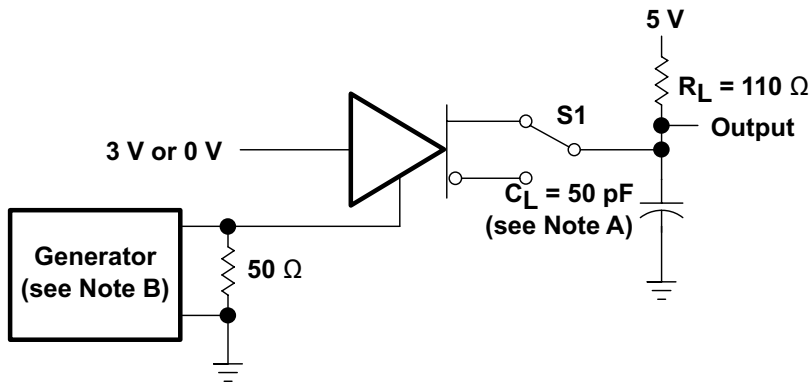 5 V
R_L = 110 Ω
S1
Output
3 V or 0 V
C_L = 50 pF
(see Note A)
Generator
(see Note B)
50 Ω